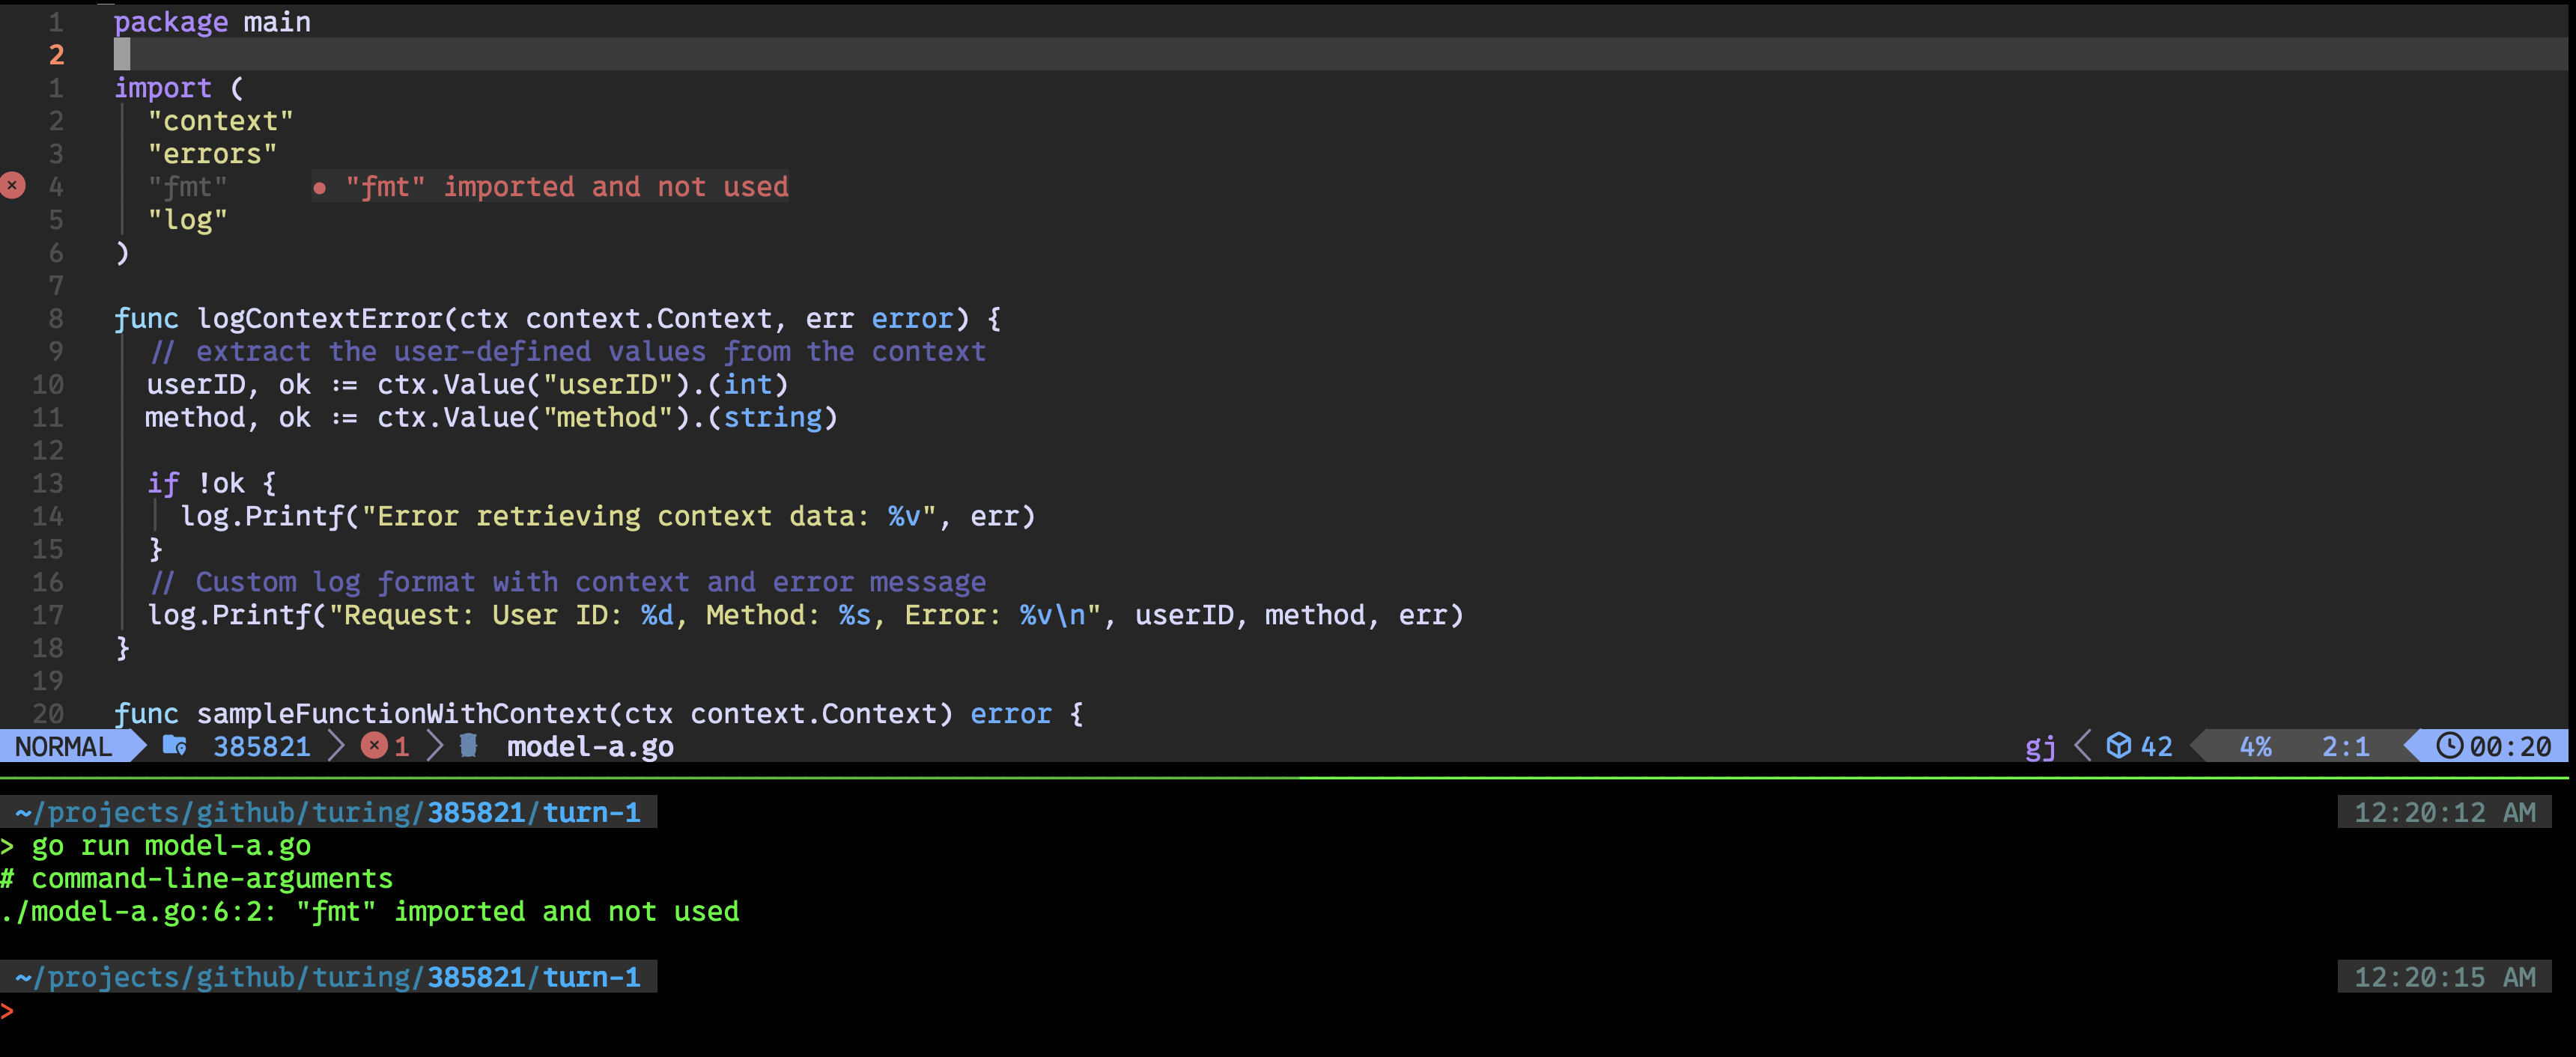 1 package main
2
1 import (
2 "context"
3 "errors"
4 "fmt" ● "fmt" imported and not used
5 "log"
6 )
7
8 func logContextError(ctx context.Context, err error) {
9 // extract the user-defined values from the context
10 userID, ok := ctx.Value("userID").(int)
11 method, ok := ctx.Value("method").(string)
12
13 if !ok {
14 log.Printf("Error retrieving context data: %v", err)
15 }
16 // Custom log format with context and error message
17 log.Printf("Request: User ID: %d, Method: %s, Error: %v\n", userID, method, err)
18 }
19
20 func sampleFunctionWithContext(ctx context.Context) error {
NORMAL 385821 1 model-a.go gj 42 4% 2:1 00:20
~/projects/github/turing/385821/turn-1 12:20:12 AM
> go run model-a.go
# command-line-arguments
./model-a.go:6:2: "fmt" imported and not used
~/projects/github/turing/385821/turn-1 12:20:15 AM
>